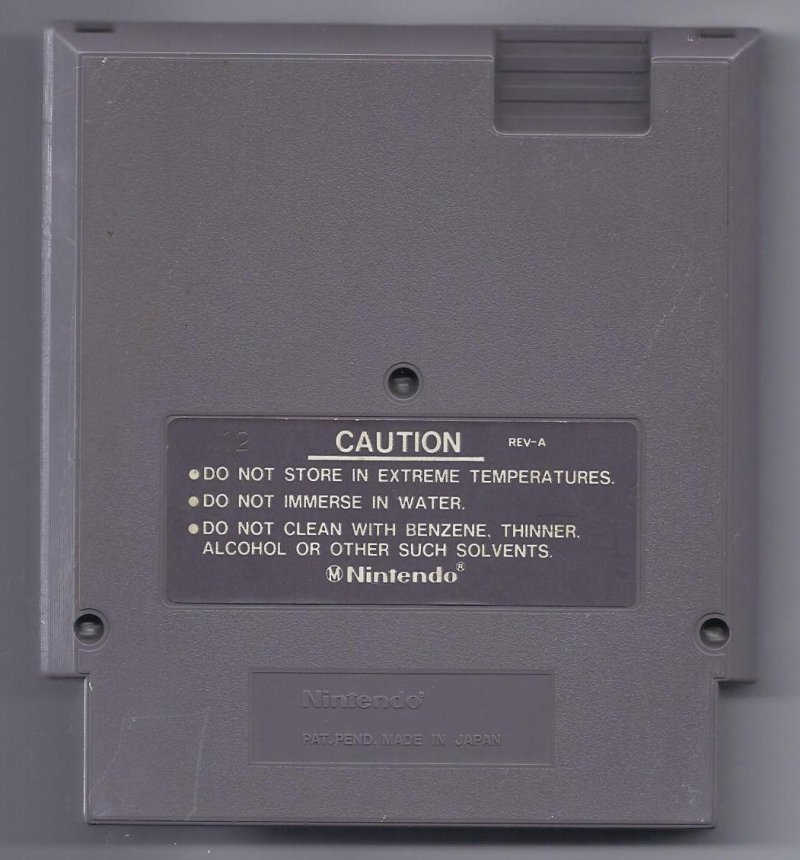 12
CAUTION REV-A
●DO NOT STORE IN EXTREME TEMPERATURES.
●DO NOT IMMERSE IN WATER.
●DO NOT CLEAN WITH BENZENE, THINNER,
ALCOHOL OR OTHER SUCH SOLVENTS.
Ⓜ Nintendo®
Nintendo®
PAT. PEND. MADE IN JAPAN